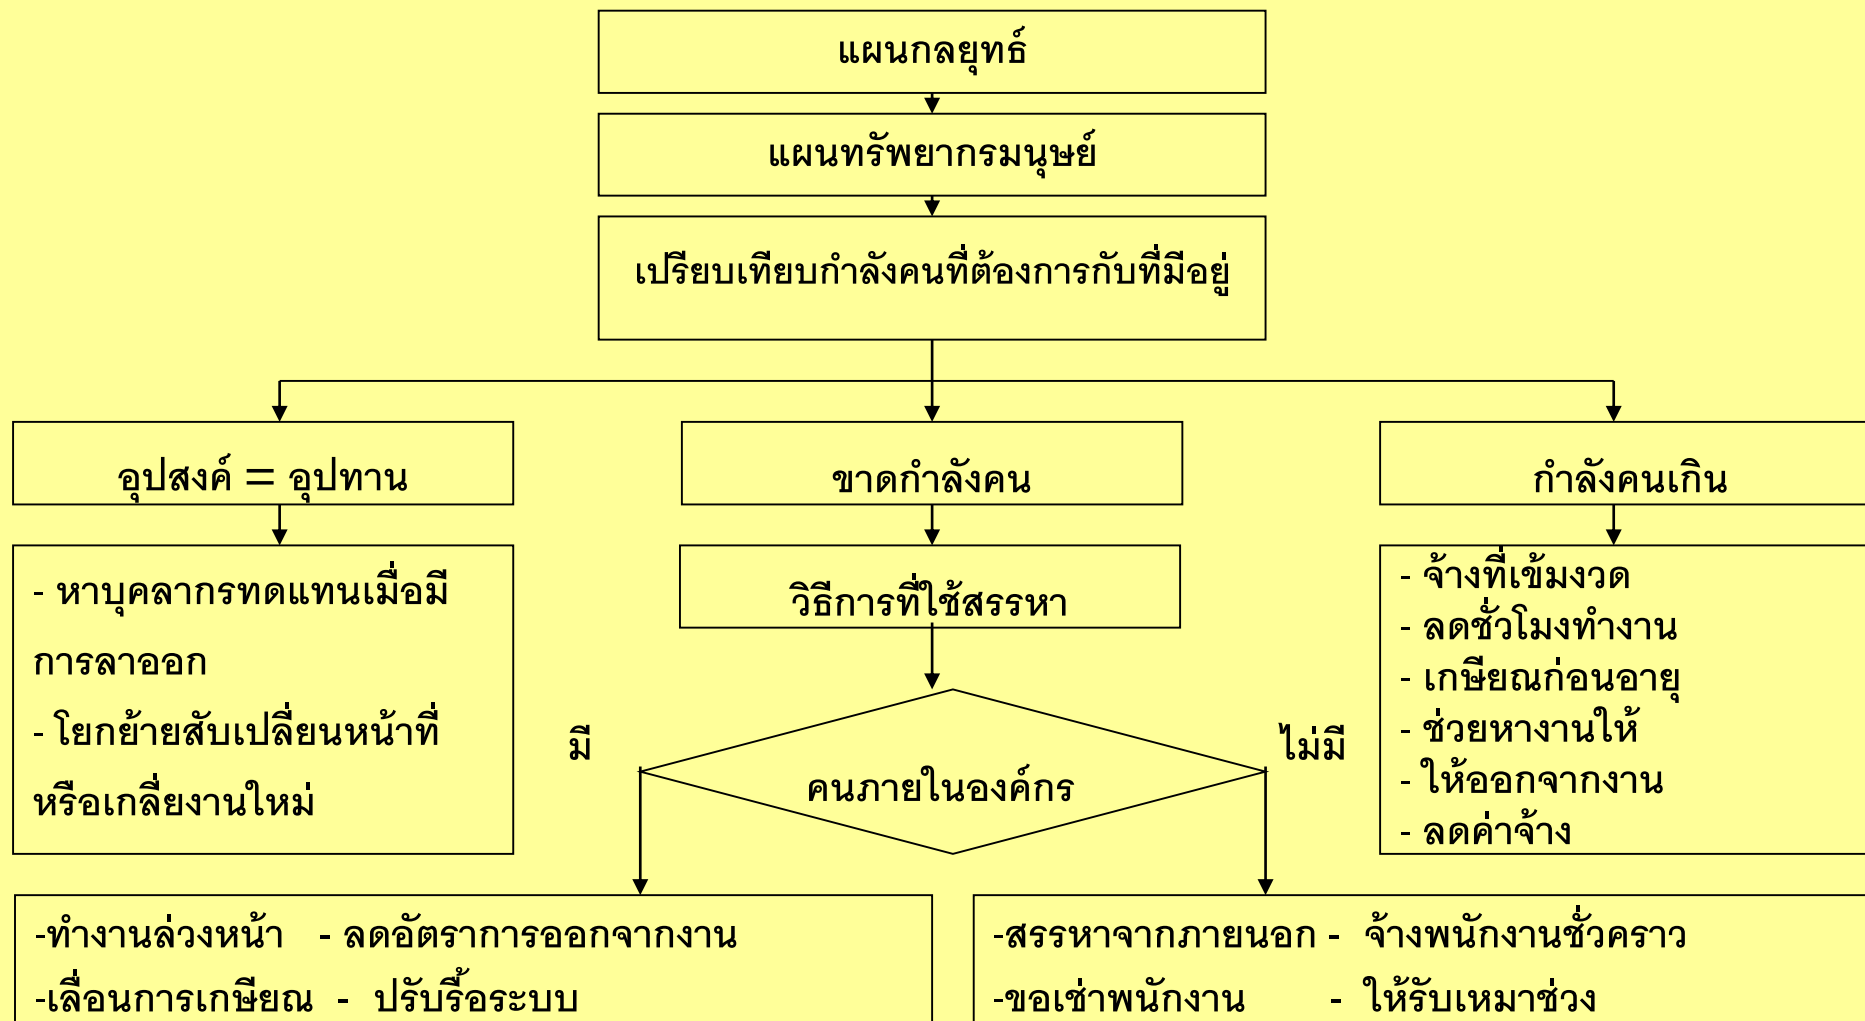 แผนกลยุทธ์
แผนทรัพยากรมนุษย์
เปรียบเทียบกำลังคนที่ต้องการกับที่มีอยู่
อุปสงค์ = อุปทาน
ขาดกำลังคน
กำลังคนเกิน
- หาบุคลากรทดแทนเมื่อมี
การลาออก
- โยกย้ายสับเปลี่ยนหน้าที่
หรือเกลี่ยงานใหม่
วิธีการที่ใช้สรรหา
มี
คนภายในองค์กร
ไม่มี
- จ้างที่เข้มงวด
- ลดชั่วโมงทำงาน
- เกษียณก่อนอายุ
- ช่วยหางานให้
- ให้ออกจากงาน
- ลดค่าจ้าง
-ทำงานล่วงหน้า - ลดอัตราการออกจากงาน
-เลื่อนการเกษียณ - ปรับรื้อระบบ
-สรรหาจากภายนอก - จ้างพนักงานชั่วคราว
-ขอเช่าพนักงาน - ให้รับเหมาช่วง